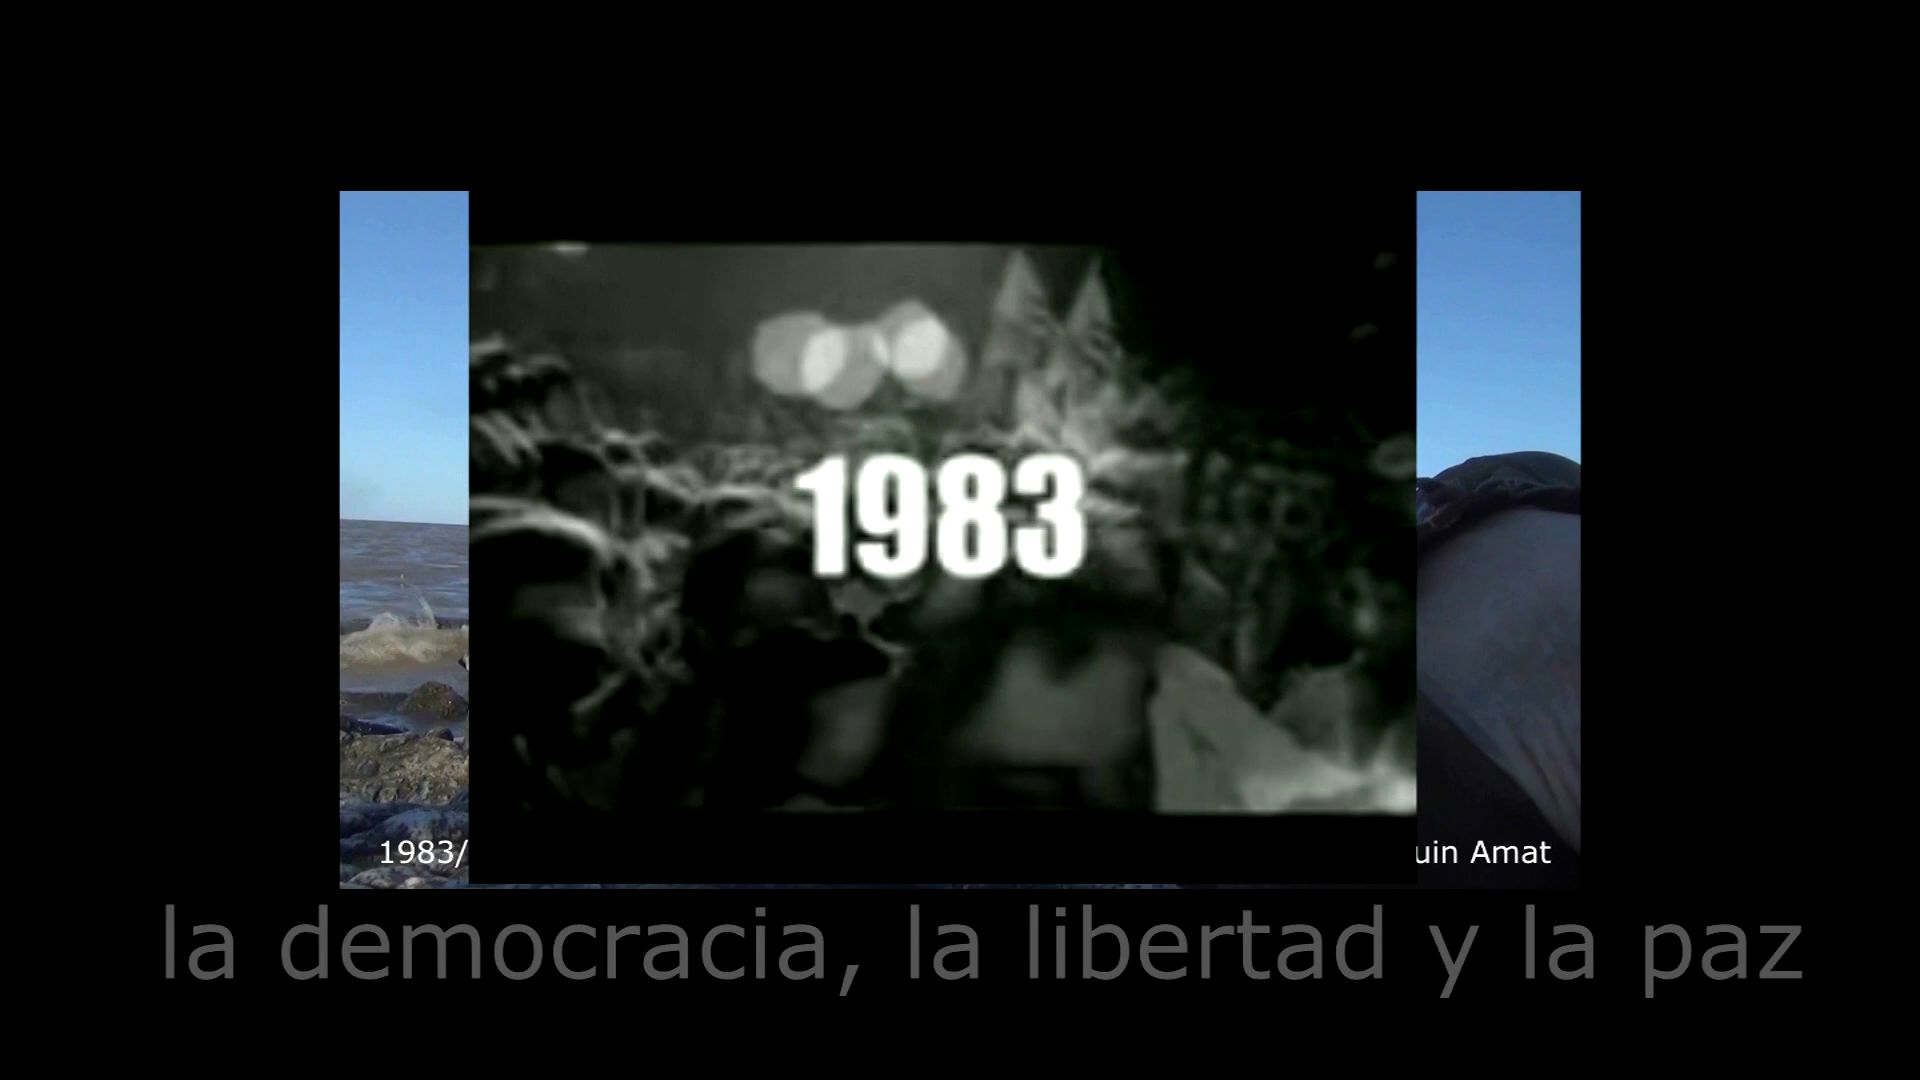 1983
1983/
uin Amat
la democracia, la libertad y la paz